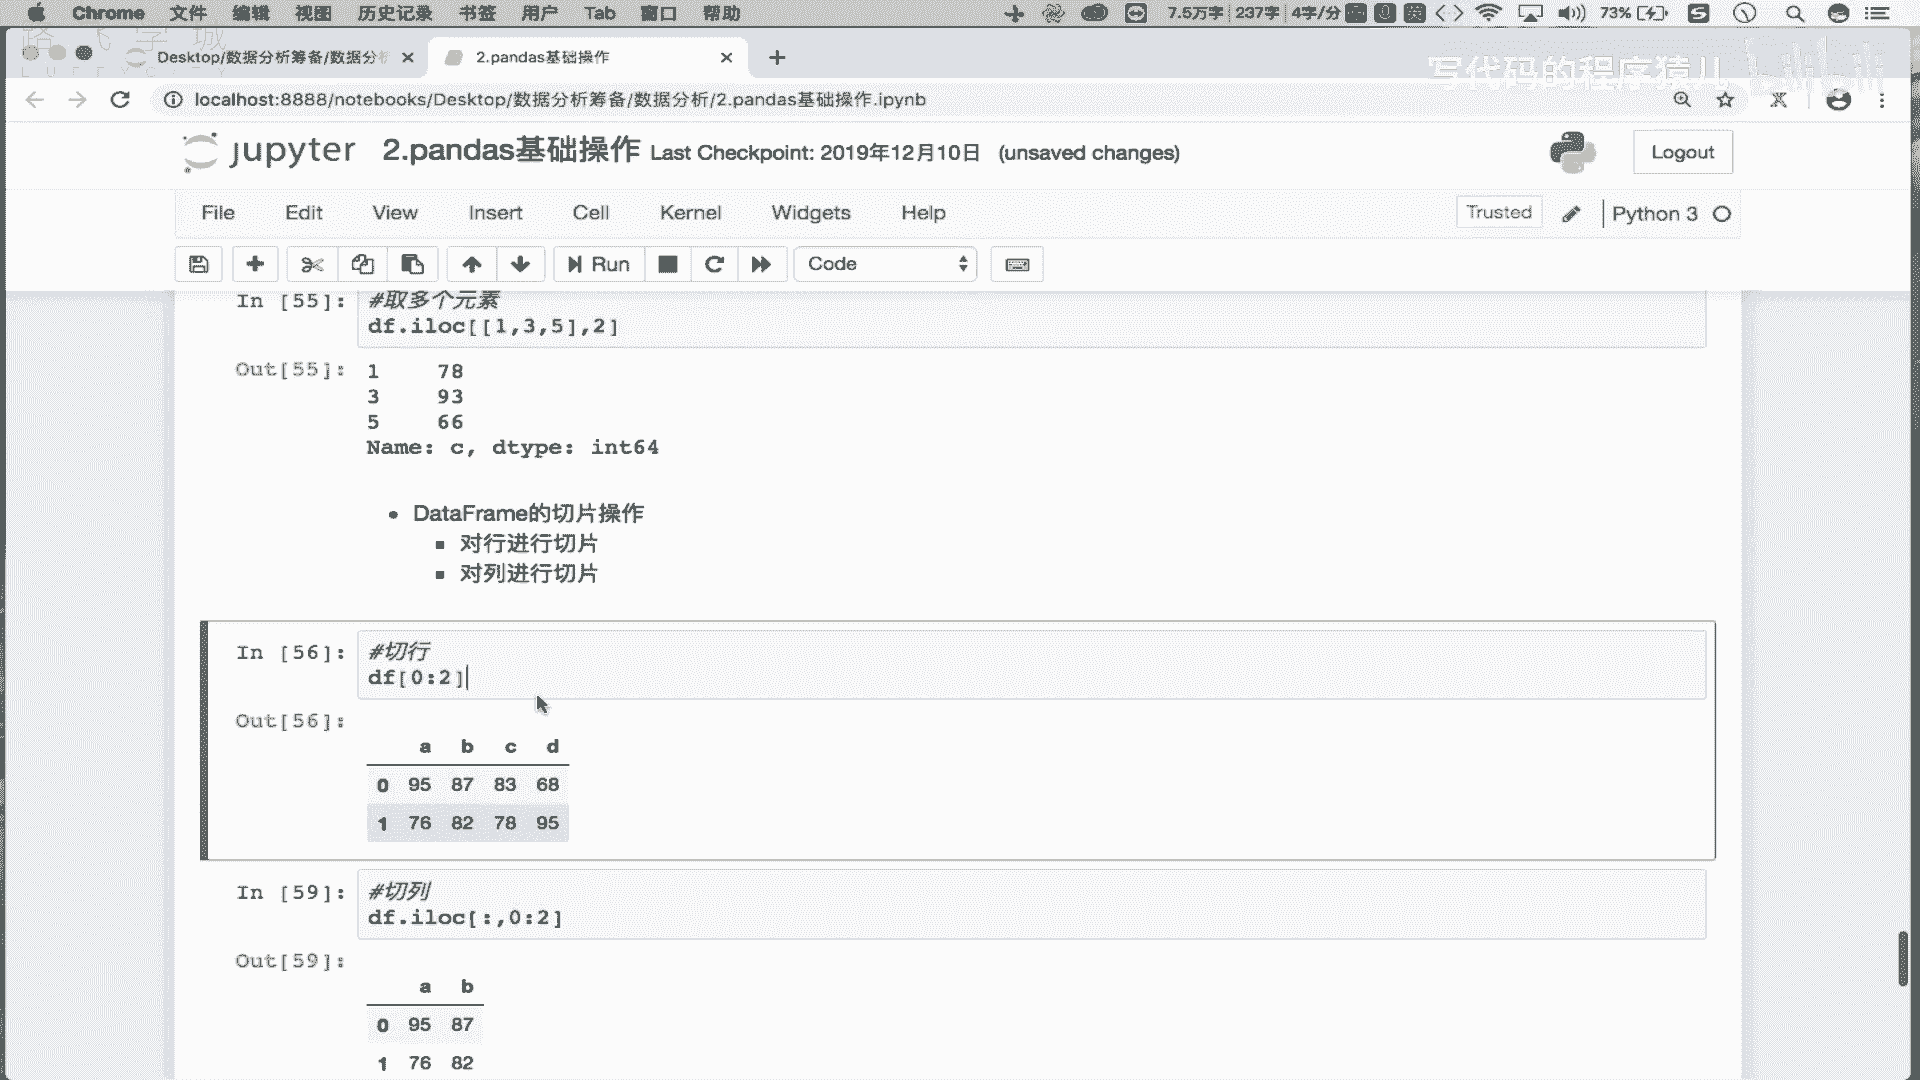 Chrome 文件 编辑 视图 历史记录 书签 用户 Tab 窗口 帮助 7.5万字 237字 4字/分 英 73%
路飞学城
Desktop/数据分析筹备/数据分析 2.pandas基础操作
写代码的程序猿儿 bilibili
localhost:8888/notebooks/Desktop/数据分析筹备/数据分析/2.pandas基础操作.ipynb
jupyter 2.pandas基础操作 Last Checkpoint: 2019年12月10日 (unsaved changes) Logout
File Edit View Insert Cell Kernel Widgets Help Trusted Python 3
Run Code
In [55]: #取多个元素
df.iloc[[1,3,5],2]
Out[55]: 1 78
3 93
5 66
Name: c, dtype: int64
DataFrame的切片操作
对行进行切片
对列进行切片
In [56]: #切行
df[0:2]
Out[56]:
a b c d
0 95 87 83 68
1 76 82 78 95
In [59]: #切列
df.iloc[:,0:2]
Out[59]:
a b
0 95 87
1 76 82